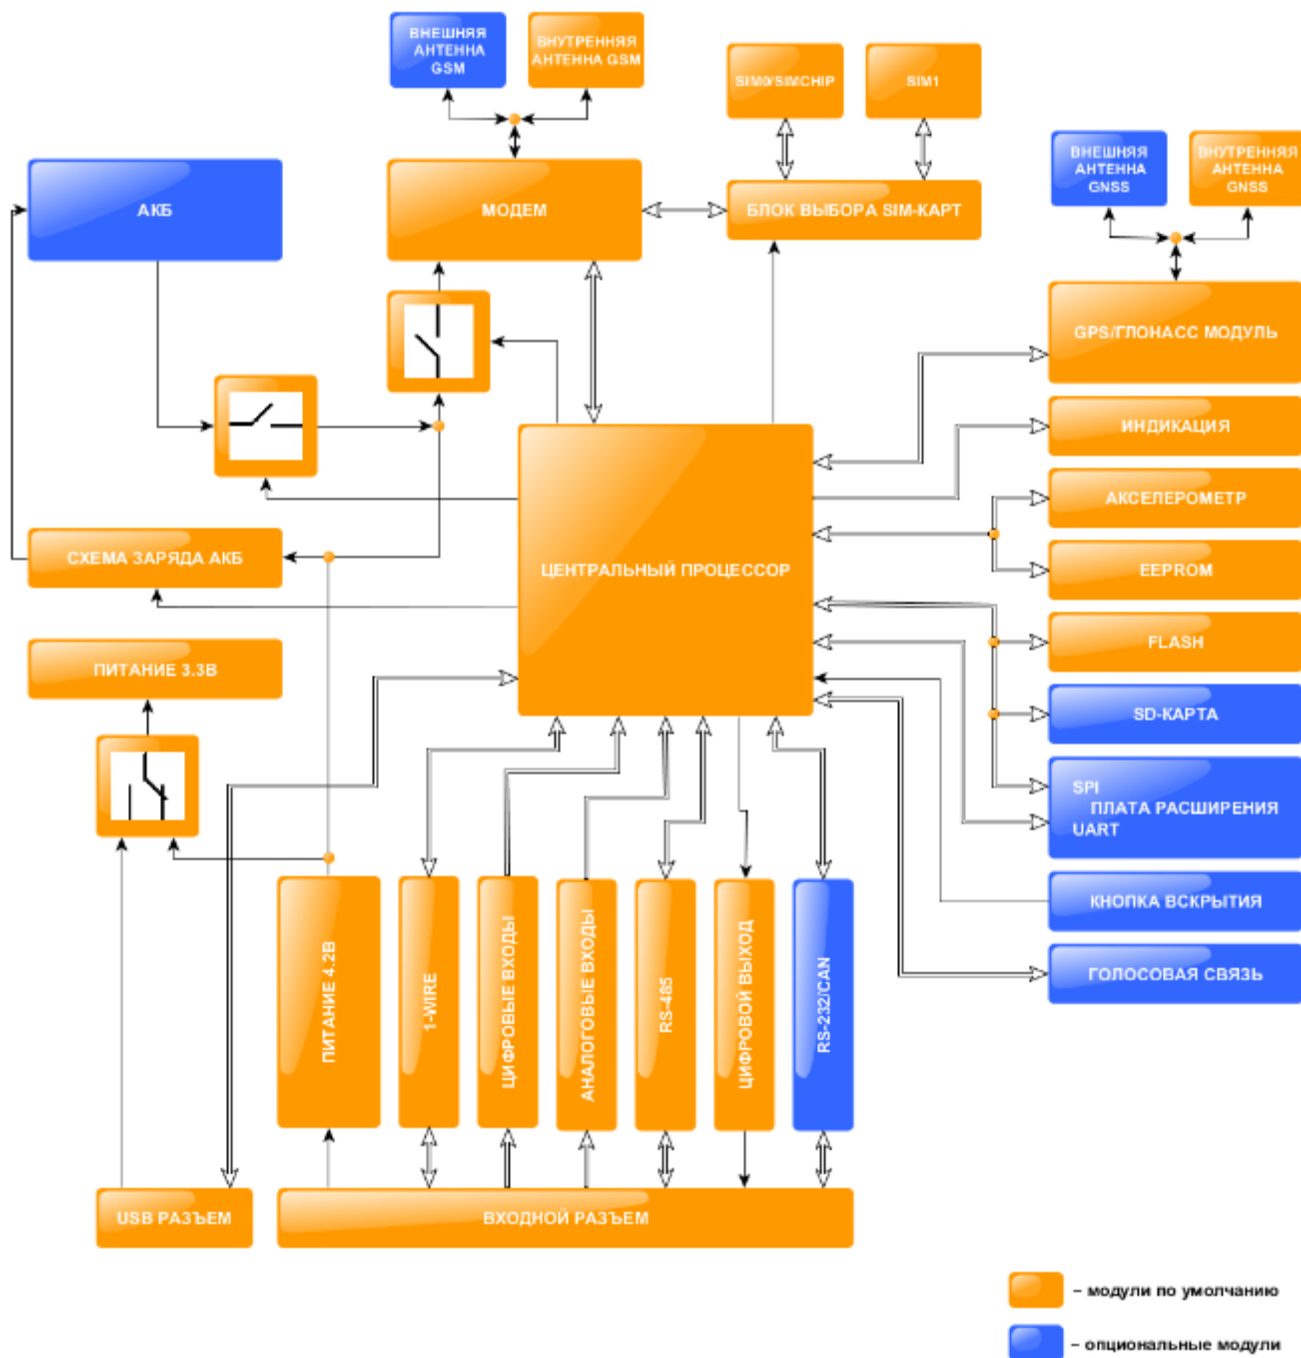 ВНЕШНЯЯ
АНТЕННА
GSM
ВНУТРЕННЯЯ
АНТЕННА GSM
SIM0/SIMCHIP
SIM1
ВНЕШНЯЯ
АНТЕННА
GNSS
ВНУТРЕННЯЯ
АНТЕННА
GNSS
АКБ
МОДЕМ
БЛОК ВЫБОРА SIM-КАРТ
GPS/ГЛОНАСС МОДУЛЬ
ИНДИКАЦИЯ
АКСЕЛЕРОМЕТР
СХЕМА ЗАРЯДА АКБ
ЦЕНТРАЛЬНЫЙ ПРОЦЕССОР
EEPROM
FLASH
ПИТАНИЕ 3.3В
SD-КАРТА
SPI
ПЛАТА РАСШИРЕНИЯ
UART
КНОПКА ВСКРЫТИЯ
ГОЛОСОВАЯ СВЯЗЬ
ПИТАНИЕ 4.2В
1-WIRE
ЦИФРОВЫЕ ВХОДЫ
АНАЛОГОВЫЕ ВХОДЫ
RS-485
ЦИФРОВОЙ ВЫХОД
RS-232/CAN
USB РАЗЪЕМ
ВХОДНОЙ РАЗЪЕМ
– модули по умолчанию
– опциональные модули